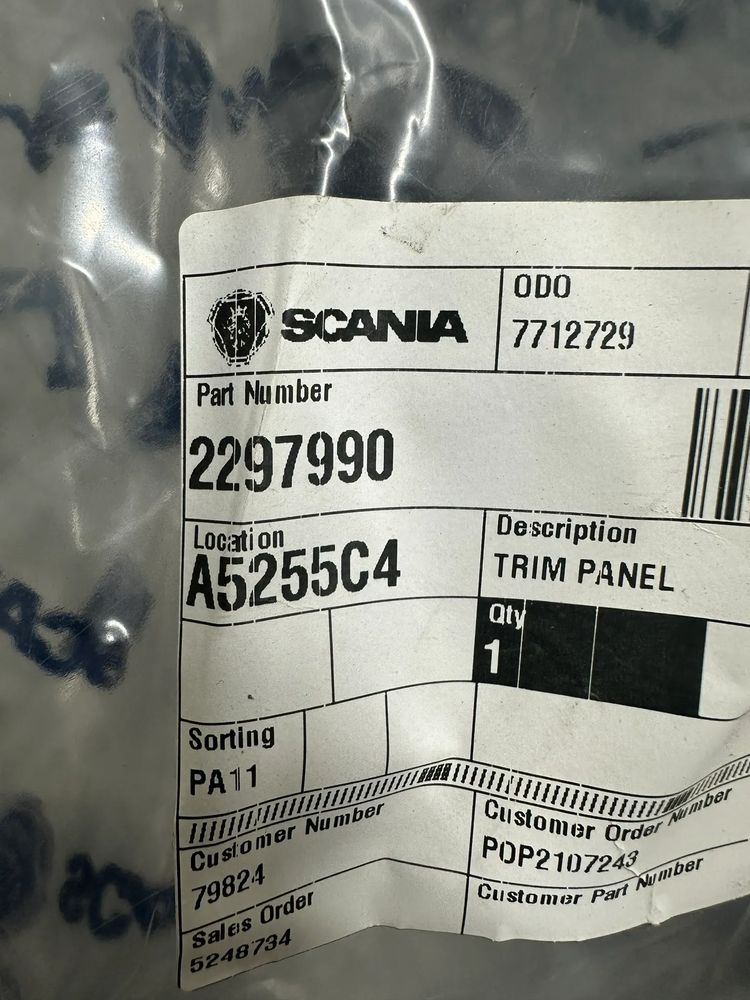 SCANIA
ODO
7712729
Part Number
2297990
Location
A5255C4
Description
TRIM PANEL
Qty
1
Sorting
PA11
Customer Number
79824
Customer Order Number
POP2107243
Sales Order
5248734
Customer Part Number